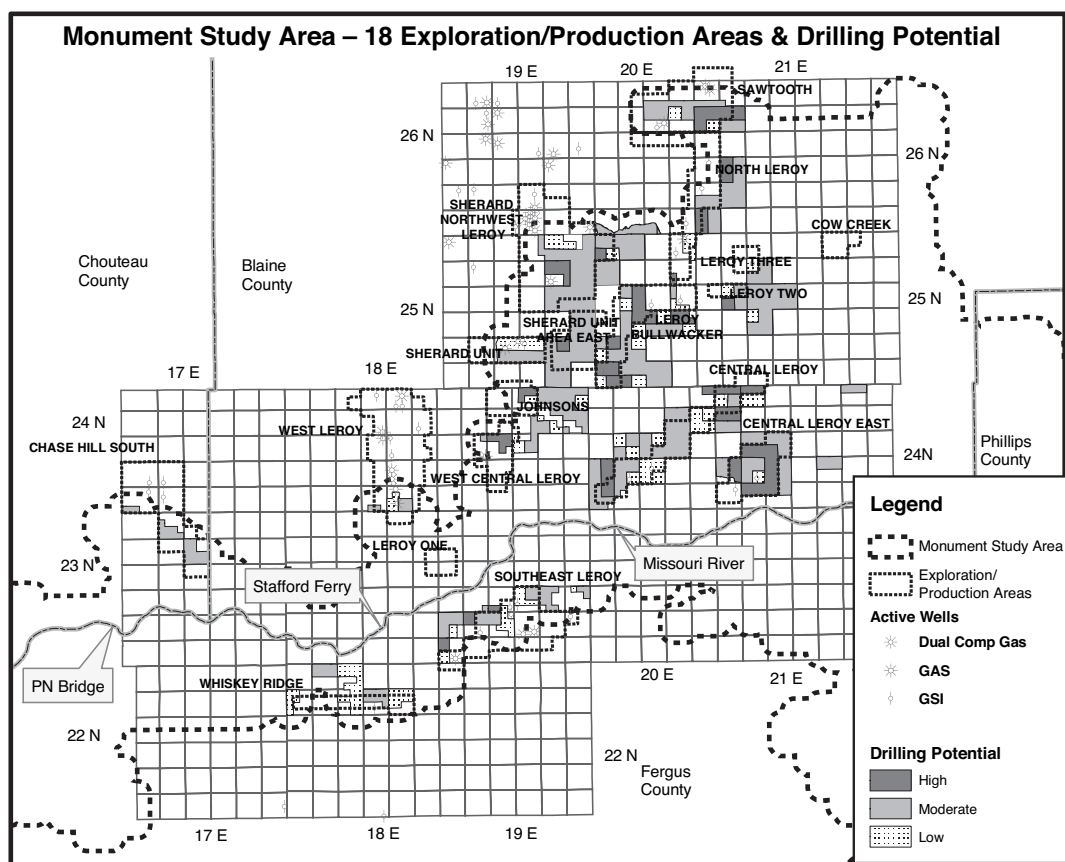 Monument Study Area – 18 Exploration/Production Areas & Drilling Potential
19 E
20 E
21 E
SAWTOOTH
26 N
26 N
NORTH LEROY
SHERARD
NORTHWEST
LEROY
COW CREEK
Chouteau
County
Blaine
County
LEROY THREE
LEROY TWO
25 N
25 N
SHERARD UNIT
AREA EAST
LEROY
BULLWACKER
SHERARD UNIT
17 E
18 E
CENTRAL LEROY
JOHNSONS
24 N
WEST LEROY
CENTRAL LEROY EAST
CHASE HILL SOUTH
24N
Phillips
County
WEST CENTRAL LEROY
LEROY ONE
23 N
Missouri River
SOUTHEAST LEROY
Stafford Ferry
PN Bridge
WHISKEY RIDGE
20 E
21 E
22 N
22 N
Fergus
County
17 E
18 E
19 E
Legend
Monument Study Area
Exploration/
Production Areas
Active Wells
Dual Comp Gas
GAS
GSI
Drilling Potential
High
Moderate
Low